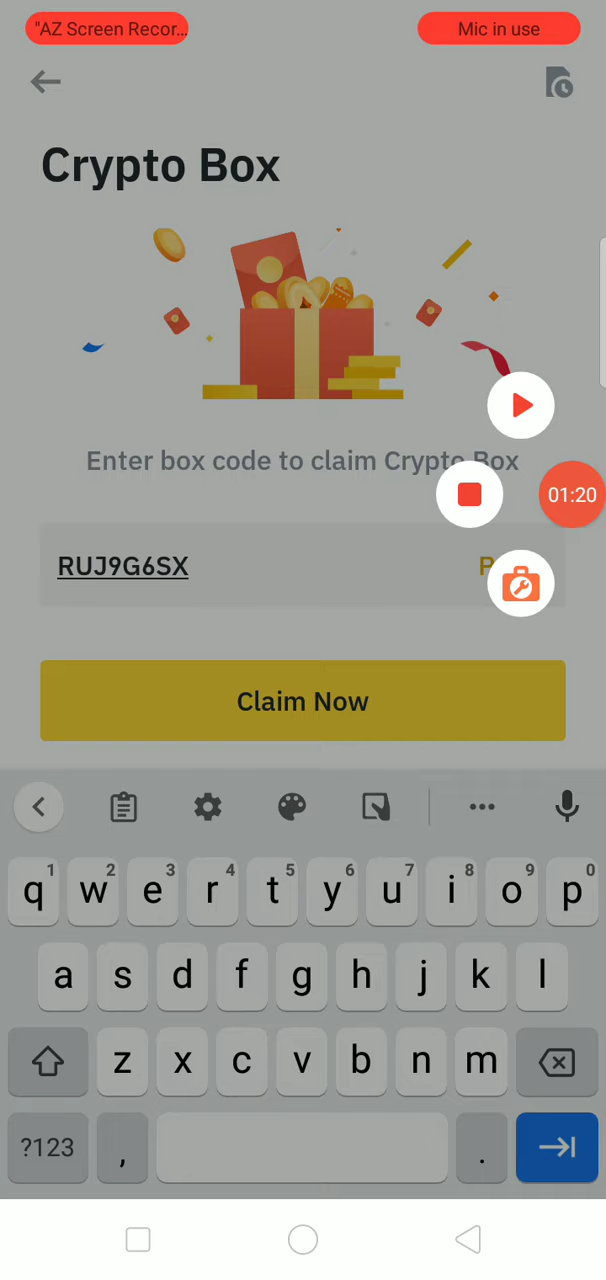 "AZ Screen Recor...
Mic in use
Crypto Box
Enter box code to claim Crypto Box
01:20
RUJ9G6SX
P
Claim Now
1 2 3 4 5 6 7 8 9 0
q w e r t y u i o p
a s d f g h j k l
z x c v b n m
?123 , .